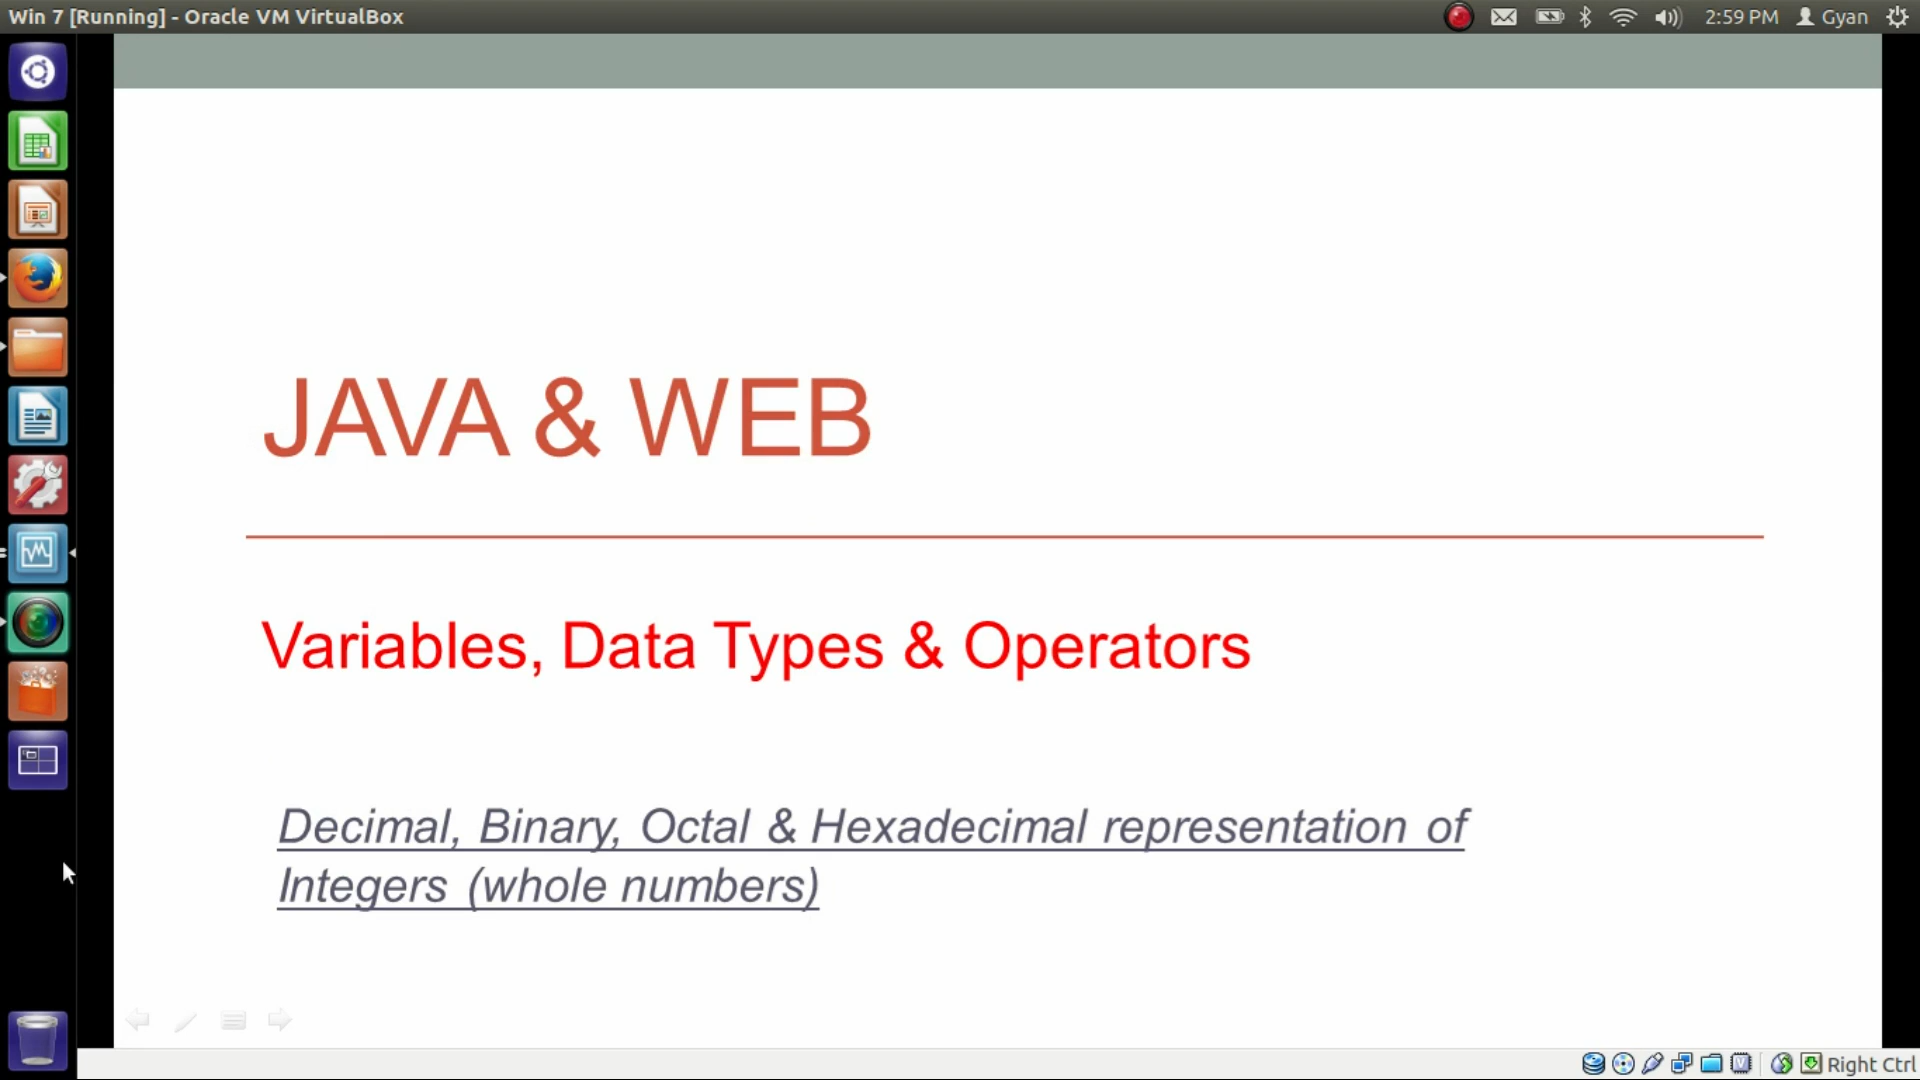 Win 7 [Running] - Oracle VM VirtualBox
2:59 PM Gyan
JAVA & WEB
Variables, Data Types & Operators
Decimal, Binary, Octal & Hexadecimal representation of
Integers (whole numbers)
Right Ctrl